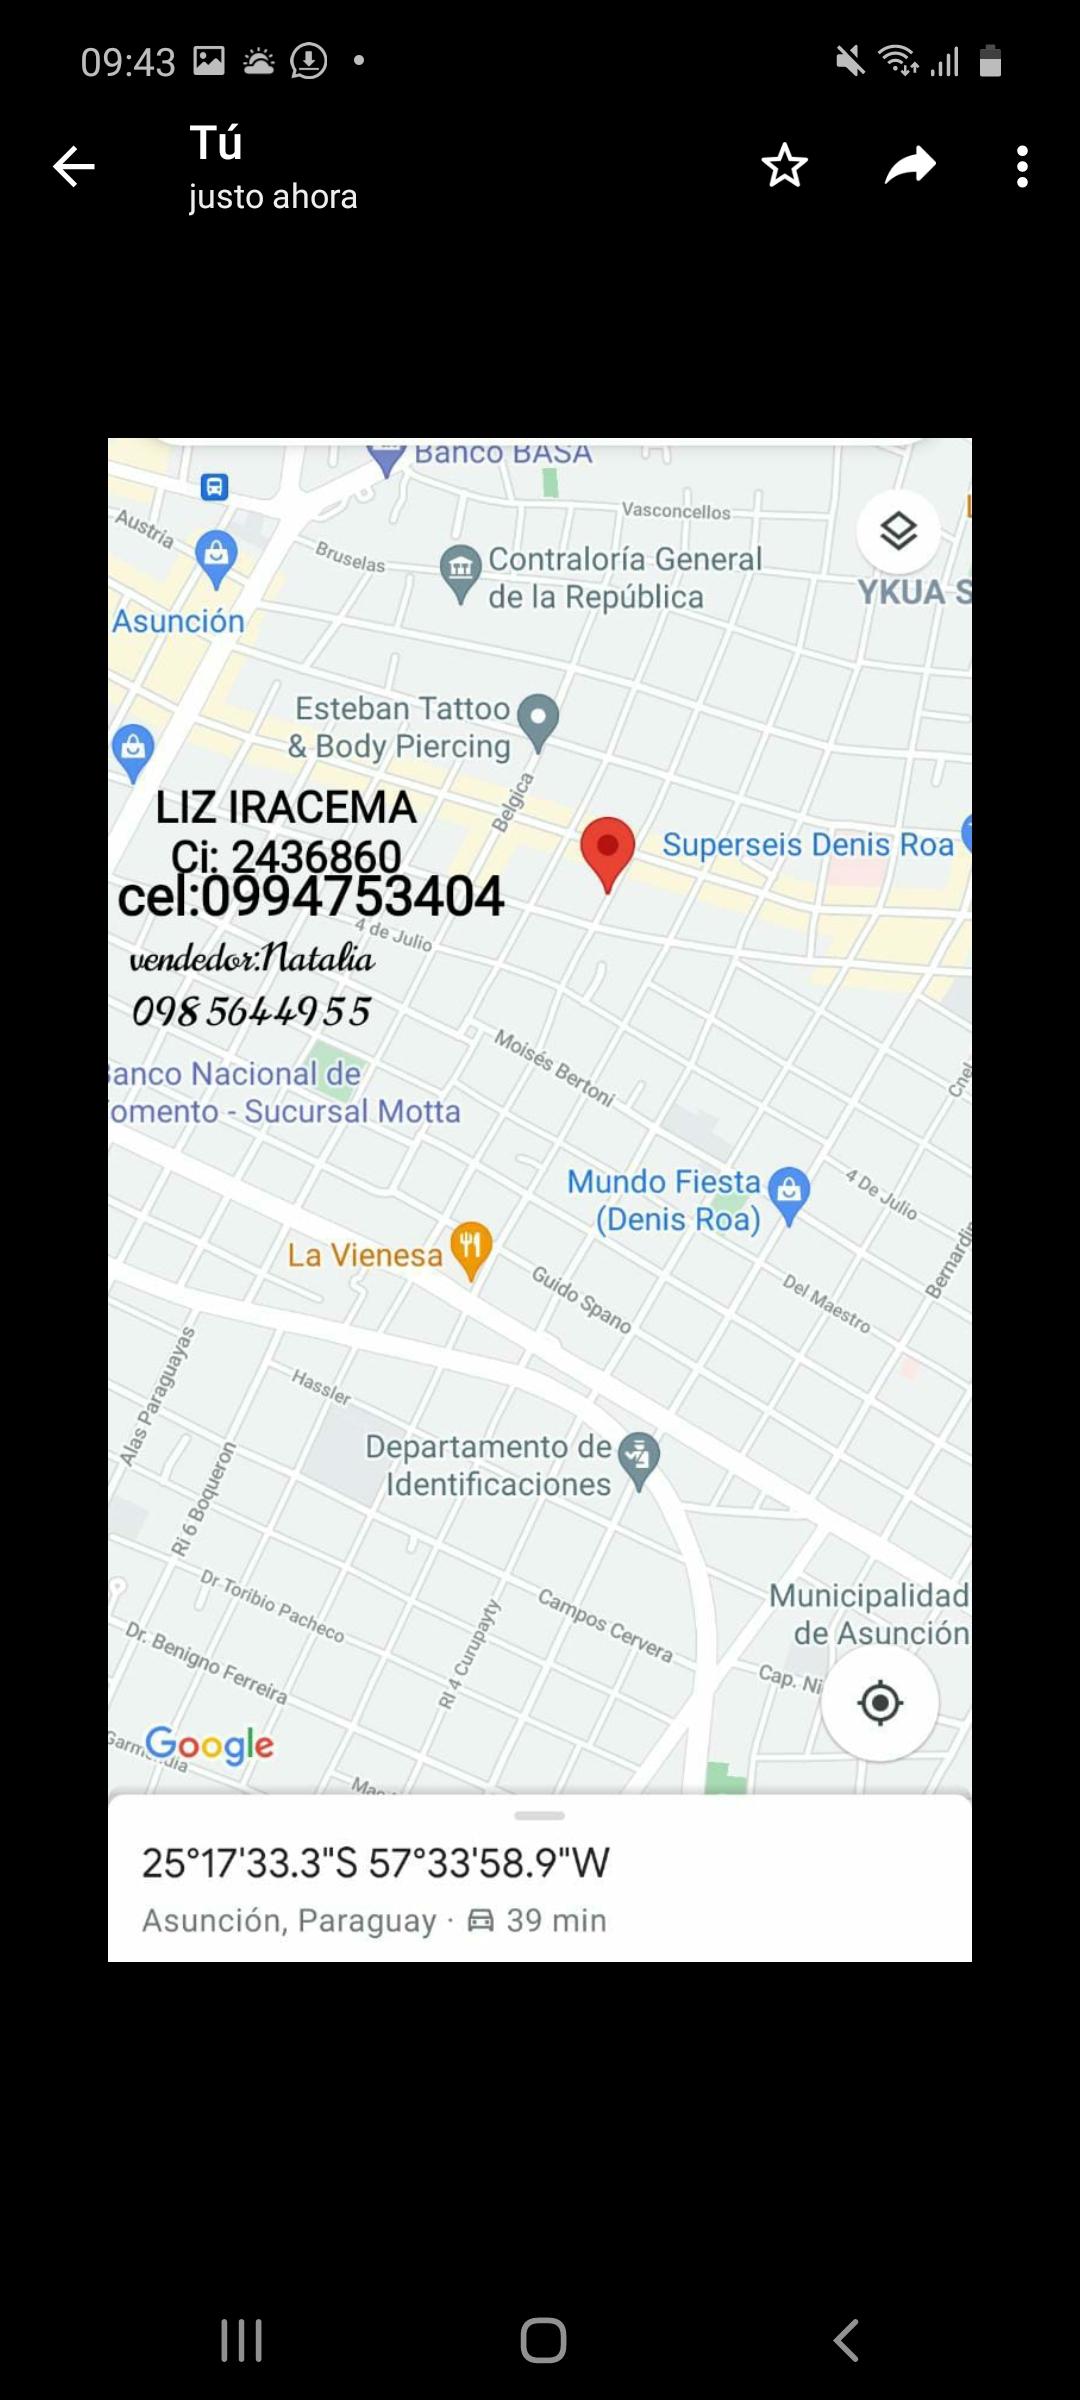 09:43
Tú
justo ahora
Banco BASA
Vasconcellos
Austria
Bruselas
Contraloría General
de la República
YKUA S
Asunción
Esteban Tattoo
& Body Piercing
Belgica
LIZ IRACEMA
Superseis Denis Roa
Ci: 2436860
cel:0994753404
4 de Julio
vendedor:Natalia
0985644955
Moisés Bertoni
anco Nacional de
omento - Sucursal Motta
Cnel
Mundo Fiesta
(Denis Roa)
4 De Julio
La Vienesa
Guido Spano
Del Maestro
Bernardin
Alas Paraguayas
Hassler
Departamento de
Identificaciones
Ri 6 Boqueron
Dr Toribio Pacheco
Campos Cervera
Municipalidad
de Asunción
Dr. Benigno Ferreira
RI 4 Curupayty
Cap. Ni
Google
25°17'33.3"S 57°33'58.9"W
Asunción, Paraguay · 39 min